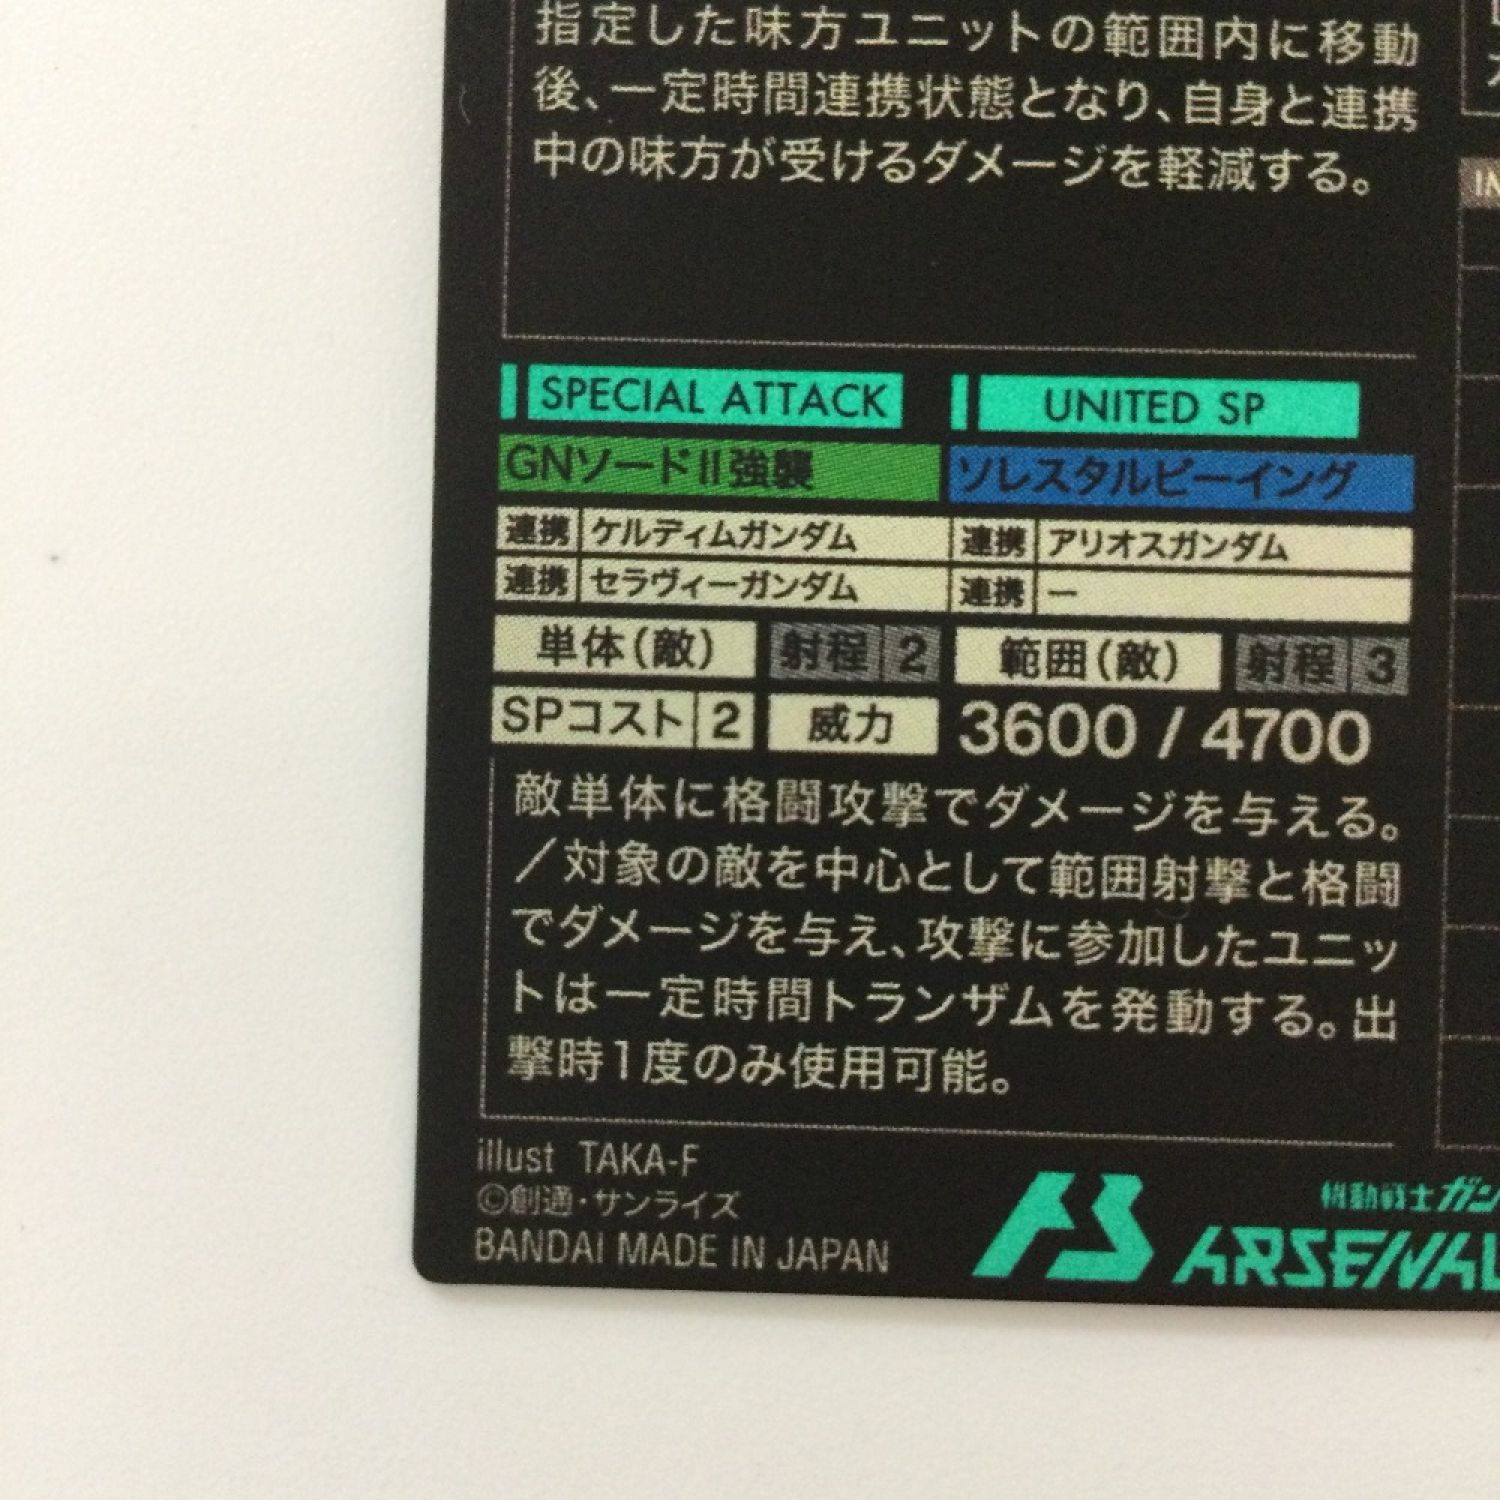 指定した味方ユニットの範囲内に移動
後、一定時間連携状態となり、自身と連携
中の味方が受けるダメージを軽減する。
SPECIAL ATTACK
UNITED SP
GNソードⅡ強襲
ソレスタルビーイング
連携 ケルディムガンダム
連携 アリオスガンダム
連携 セラヴィーガンダム
連携 ー
単体(敵) 射程 2
範囲(敵) 射程 3
SPコスト 2 威力 3600 / 4700
敵単体に格闘攻撃でダメージを与える。
/対象の敵を中心として範囲射撃と格闘
でダメージを与え、攻撃に参加したユニッ
トは一定時間トランザムを発動する。出
撃時1度のみ使用可能。
illust TAKA-F
©創通・サンライズ
BANDAI MADE IN JAPAN
機動戦士ガン
ARSENAL
IN